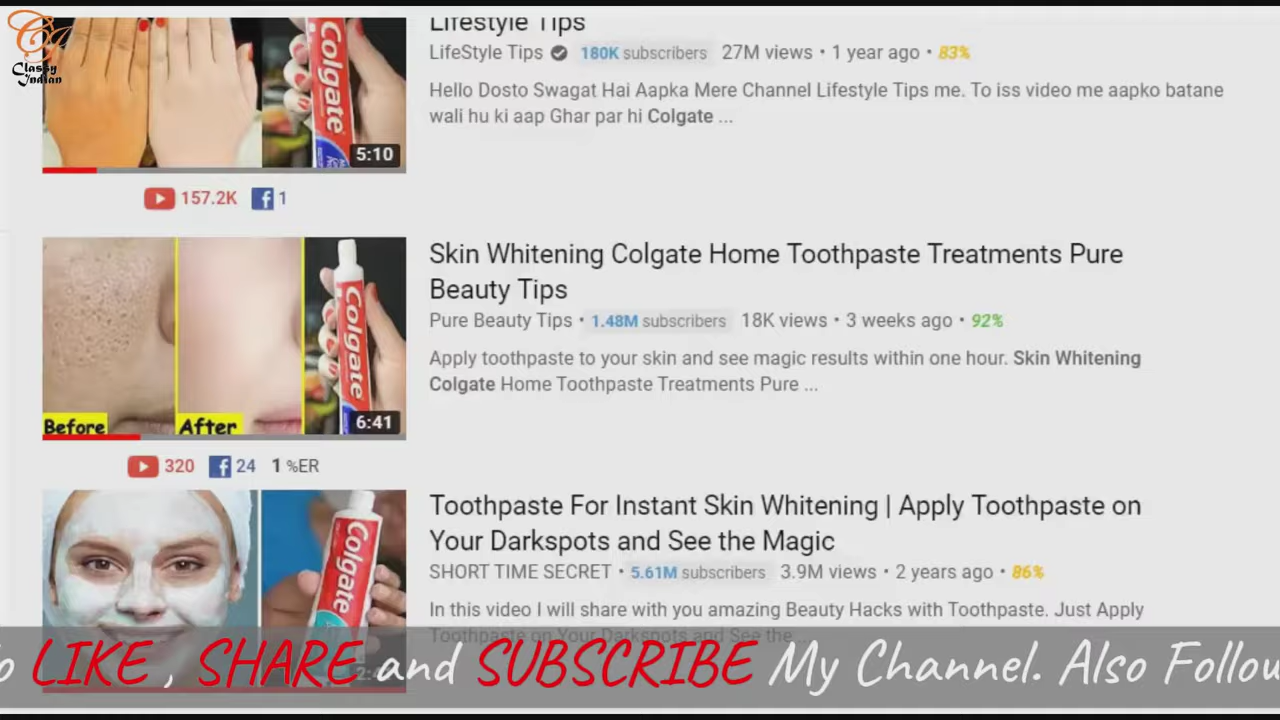 Classy
Indian
Lifestyle Tips
LifeStyle Tips 180K subscribers 27M views • 1 year ago • 83%
Hello Dosto Swagat Hai Aapka Mere Channel Lifestyle Tips me. To iss video me aapko batane
wali hu ki aap Ghar par hi Colgate ...
Colgate
5:10
157.2K 1
Skin Whitening Colgate Home Toothpaste Treatments Pure
Beauty Tips
Pure Beauty Tips • 1.48M subscribers 18K views • 3 weeks ago • 92%
Apply toothpaste to your skin and see magic results within one hour. Skin Whitening
Colgate Home Toothpaste Treatments Pure ...
Colgate
Before After 6:41
320 24 1 %ER
Toothpaste For Instant Skin Whitening | Apply Toothpaste on
Your Darkspots and See the Magic
SHORT TIME SECRET • 5.61M subscribers 3.9M views • 2 years ago • 86%
In this video I will share with you amazing Beauty Hacks with Toothpaste. Just Apply
Toothpaste on Your Darkspots and See the ...
Colgate
LIKE , SHARE and SUBSCRIBE My Channel. Also Follow